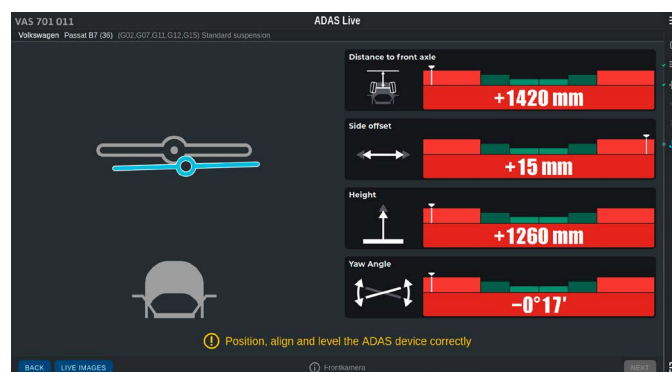 VAS 701 011
ADAS Live
Volkswagen Passat B7 (36) (G02,G07,G11,G12,G15) Standard suspension
Distance to front axle
+1420 mm
Side offset
+15 mm
Height
+1260 mm
Yaw Angle
−0°17′
Position, align and level the ADAS device correctly
BACK
LIVE IMAGES
Frontkamera
NEXT